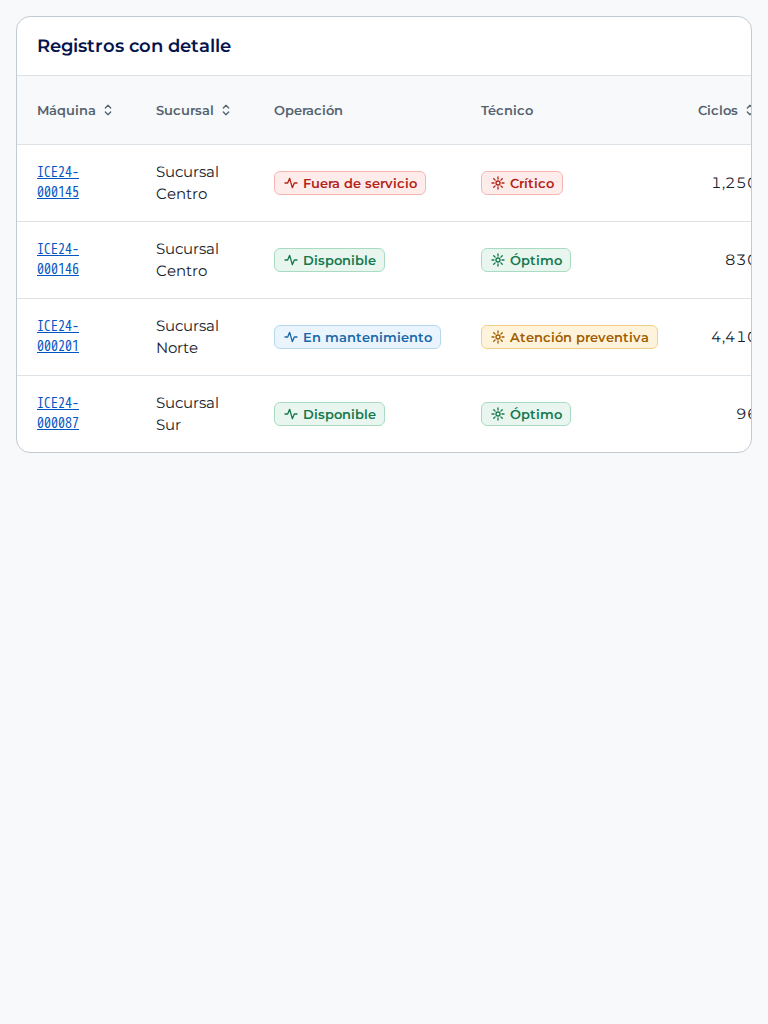 Registros con detalle
Máquina Sucursal Operación Técnico Ciclos
ICE24-
000145
Sucursal
Centro
Fuera de servicio
Crítico
1,250
ICE24-
000146
Sucursal
Centro
Disponible
Óptimo
830
ICE24-
000201
Sucursal
Norte
En mantenimiento
Atención preventiva
4,410
ICE24-
000087
Sucursal
Sur
Disponible
Óptimo